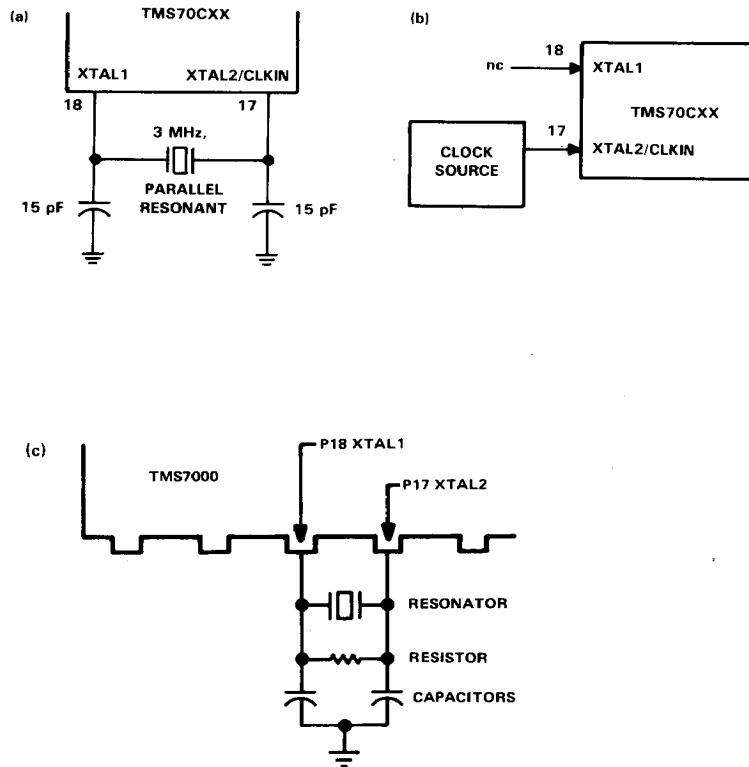 (a)
TMS70CXX
XTAL1
XTAL2/CLKIN
18
17
3 MHz,
PARALLEL
RESONANT
15 pF
15 pF
(b)
18
nc
XTAL1
TMS70CXX
17
XTAL2/CLKIN
CLOCK
SOURCE
(c)
TMS7000
P18 XTAL1
P17 XTAL2
RESONATOR
RESISTOR
CAPACITORS